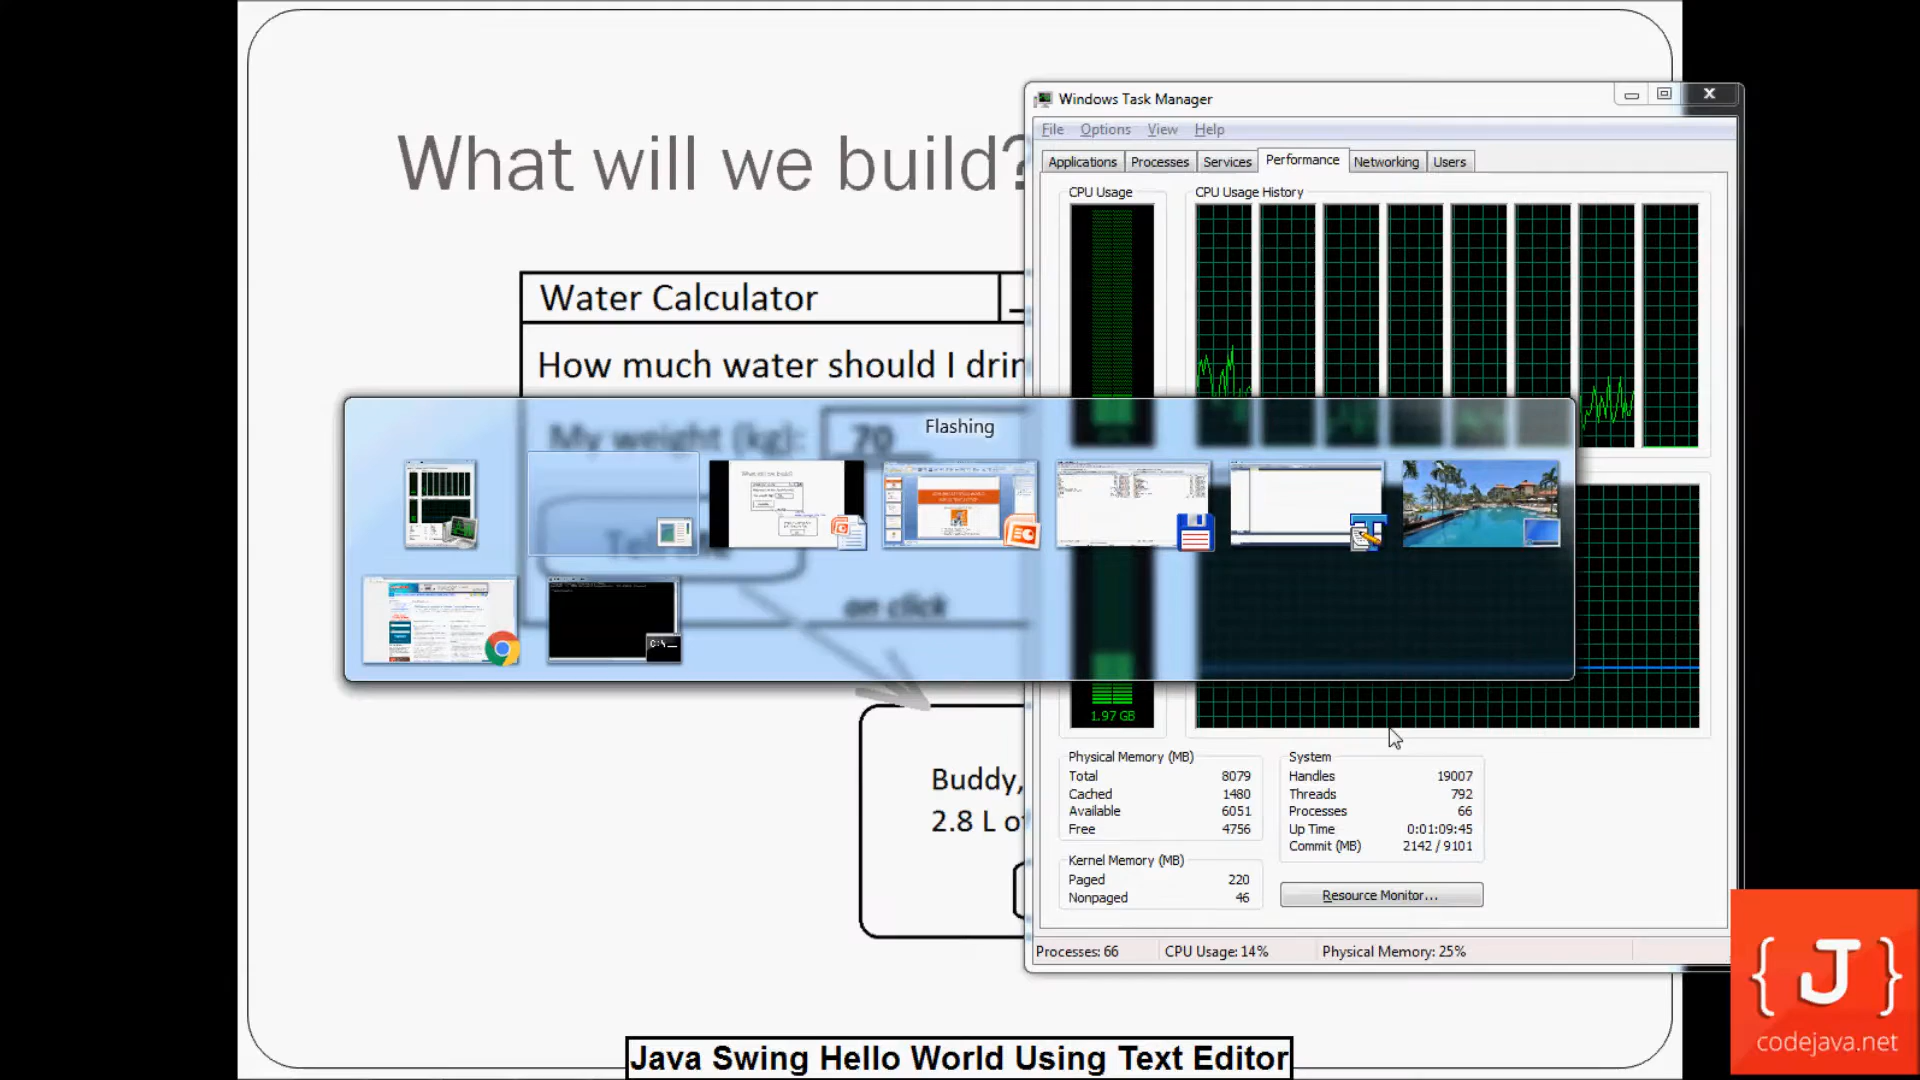 What will we build?
Water Calculator
_
How much water should I drin
My weight (kg): 70
on click
Buddy,
2.8 L of
Flashing
C:\
Windows Task Manager
File Options View Help
Applications Processes Services Performance Networking Users
CPU Usage
CPU Usage History
1.97 GB
Physical Memory (MB)
Total 8079
Cached 1480
Available 6051
Free 4756
Kernel Memory (MB)
Paged 220
Nonpaged 46
System
Handles 19007
Threads 792
Processes 66
Up Time 0:01:09:45
Commit (MB) 2142 / 9101
Resource Monitor...
Processes: 66 CPU Usage: 14% Physical Memory: 25%
{J}
codejava.net
Java Swing Hello World Using Text Editor